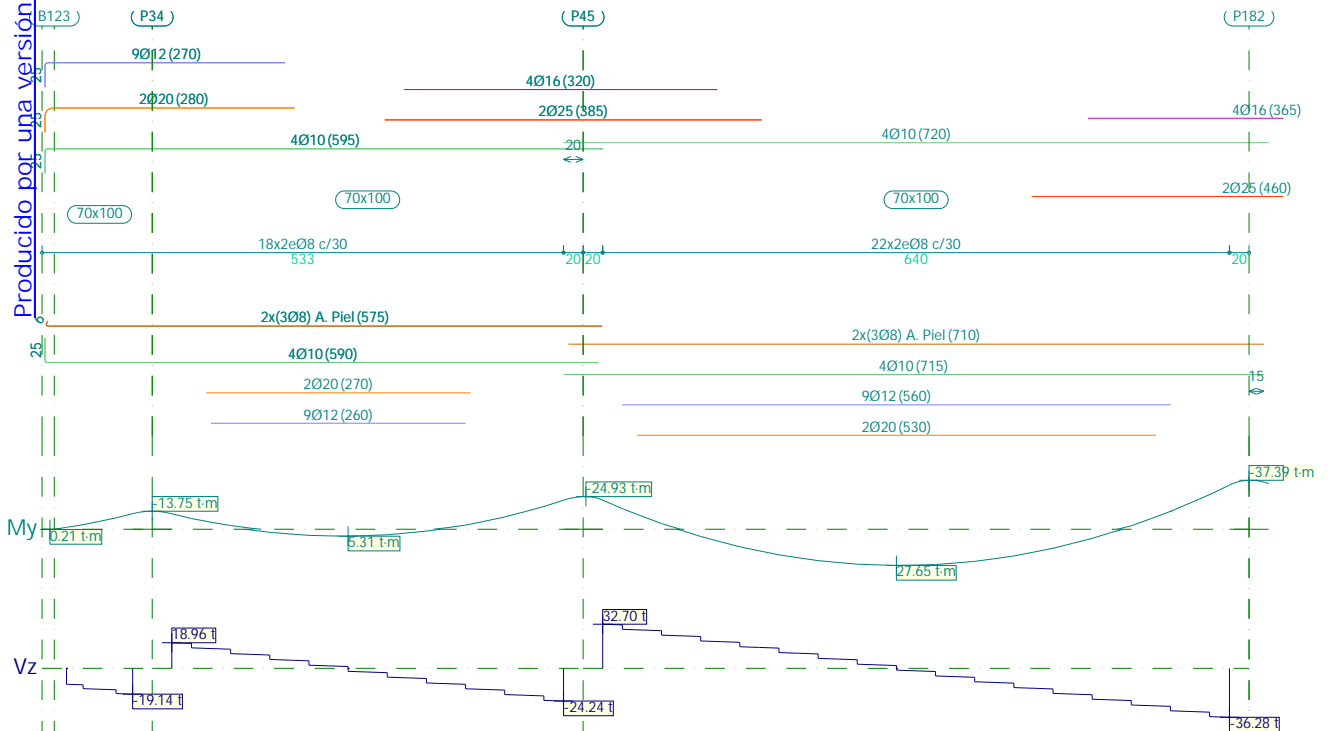 B123
P34
P45
P182
Producido por una versión
9Ø12 (270)
25
4Ø16 (320)
2Ø20 (280)
25
2Ø25 (385)
4Ø16 (365)
4Ø10 (595)
25
20
4Ø10 (720)
70x100
70x100
70x100
2Ø25 (460)
18x2eØ8 c/30
22x2eØ8 c/30
533
20
20
640
20
6
2x(3Ø8) A. Piel (575)
2x(3Ø8) A. Piel (710)
25
4Ø10 (590)
4Ø10 (715)
15
2Ø20 (270)
9Ø12 (560)
9Ø12 (260)
2Ø20 (530)
-37.39 t·m
-24.93 t·m
-13.75 t·m
My
0.21 t·m
5.31 t·m
27.65 t·m
32.70 t
18.96 t
Vz
-19.14 t
-24.24 t
-36.28 t